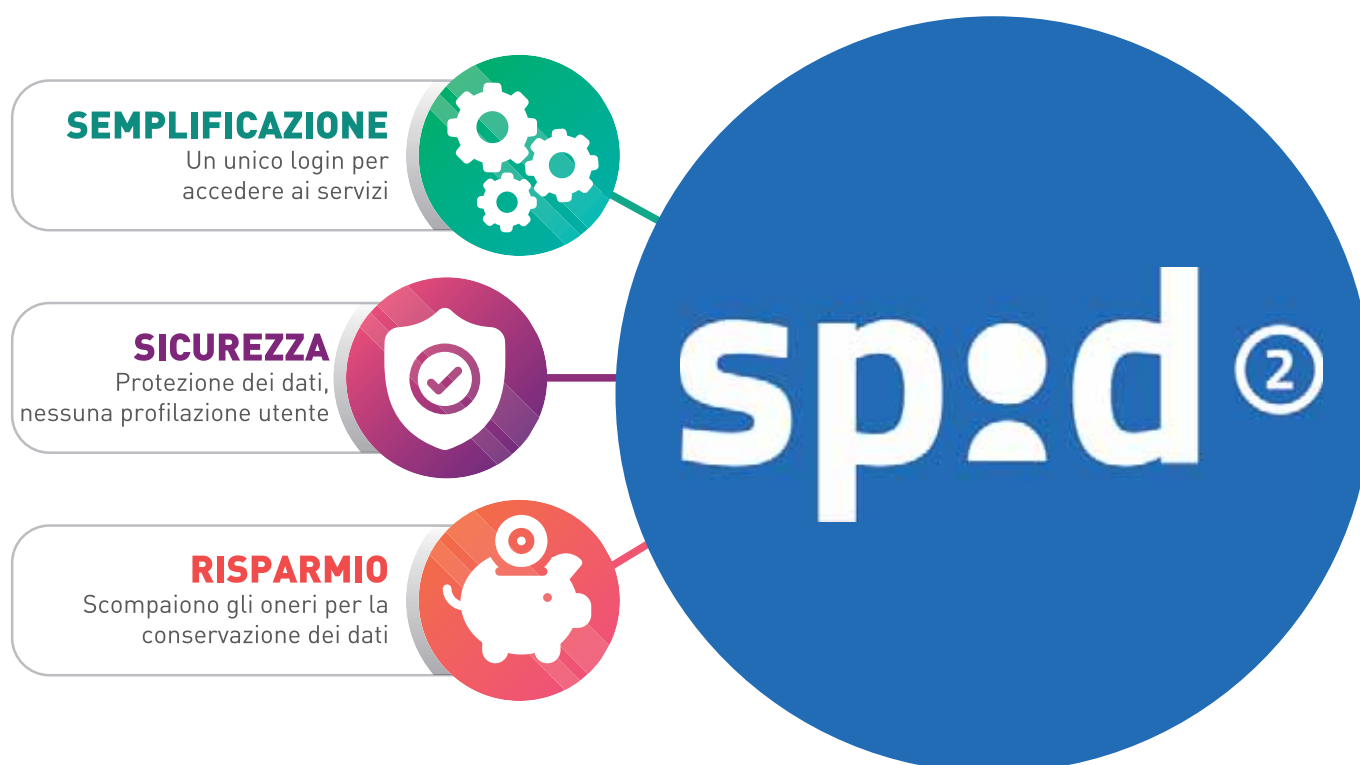 SEMPLIFICAZIONE
Un unico login per
accedere ai servizi
SICUREZZA
Protezione dei dati,
nessuna profilazione utente
RISPARMIO
Scompaiono gli oneri per la
conservazione dei dati
spid 2